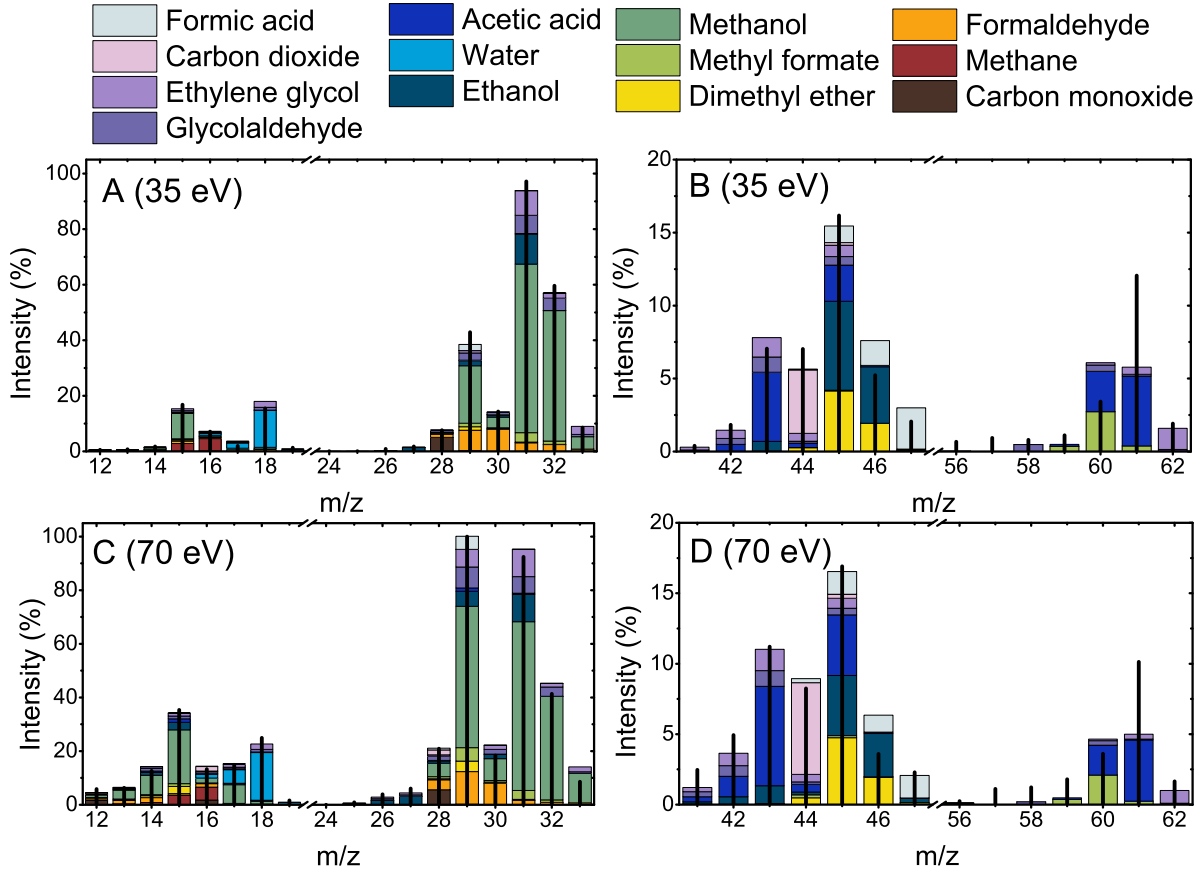 Formic acid
Carbon dioxide
Ethylene glycol
Glycolaldehyde
Acetic acid
Water
Ethanol
Methanol
Methyl formate
Dimethyl ether
Formaldehyde
Methane
Carbon monoxide
A (35 eV)
Intensity (%)
100
80
60
40
20
0
12 14 16 18 24 26 28 30 32
m/z
B (35 eV)
Intensity (%)
20
15
10
5
0
42 44 46 56 58 60 62
m/z
C (70 eV)
Intensity (%)
100
80
60
40
20
0
12 14 16 18 24 26 28 30 32
m/z
D (70 eV)
Intensity (%)
20
15
10
5
0
42 44 46 56 58 60 62
m/z